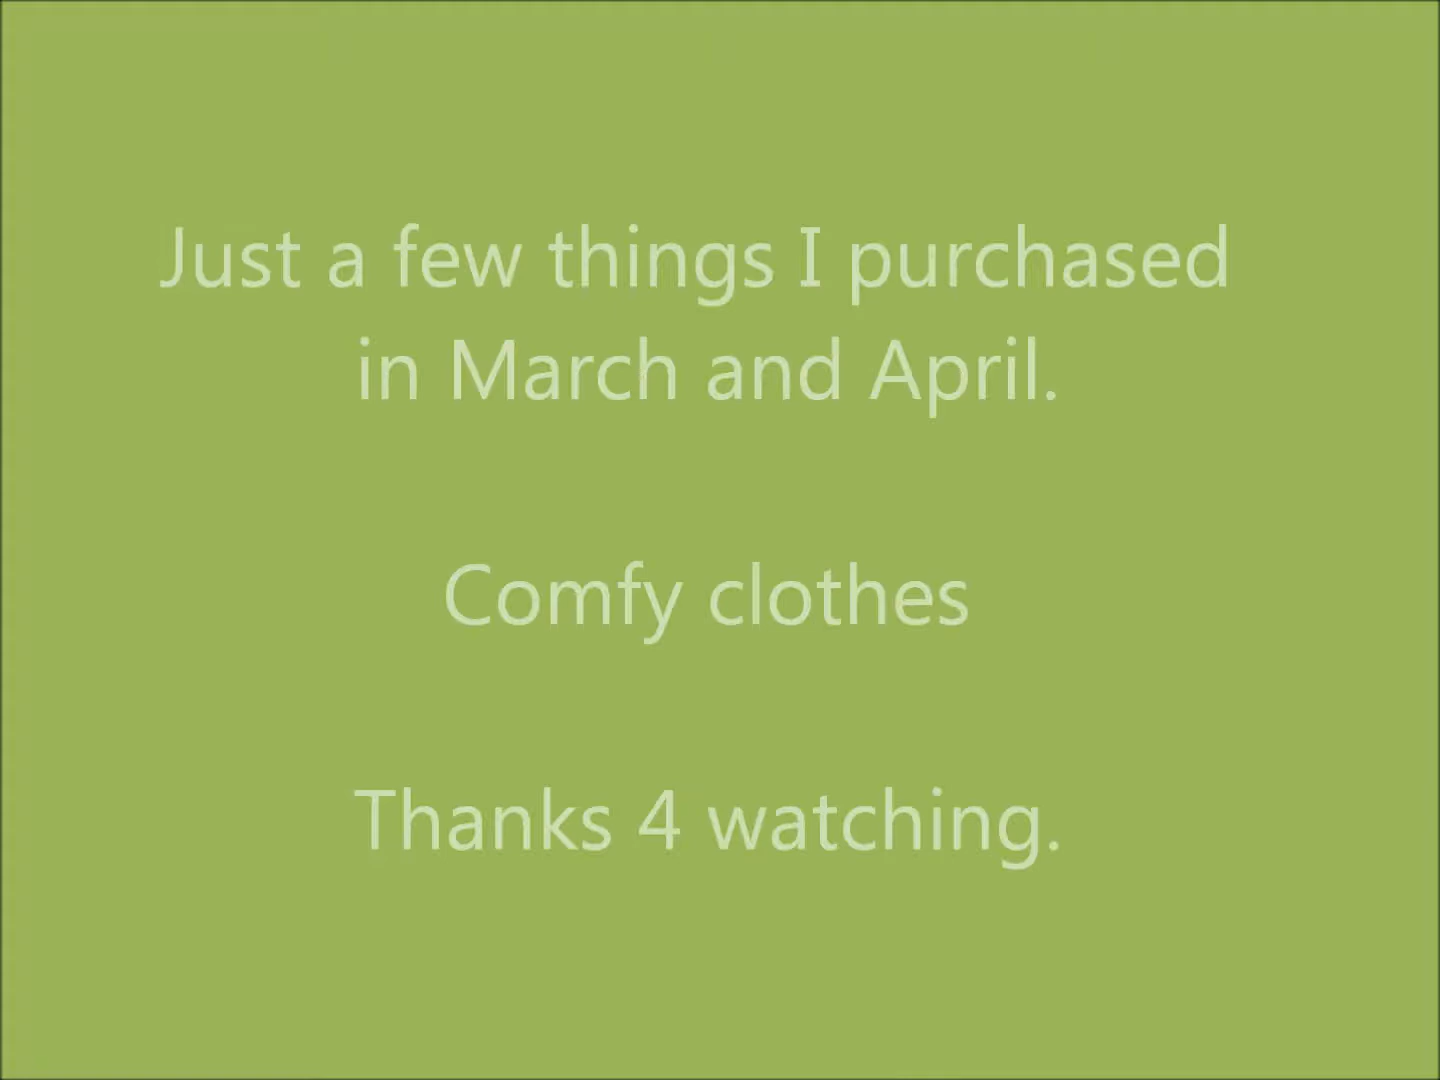 Just a few things I purchased
in March and April.
Comfy clothes
Thanks 4 watching.